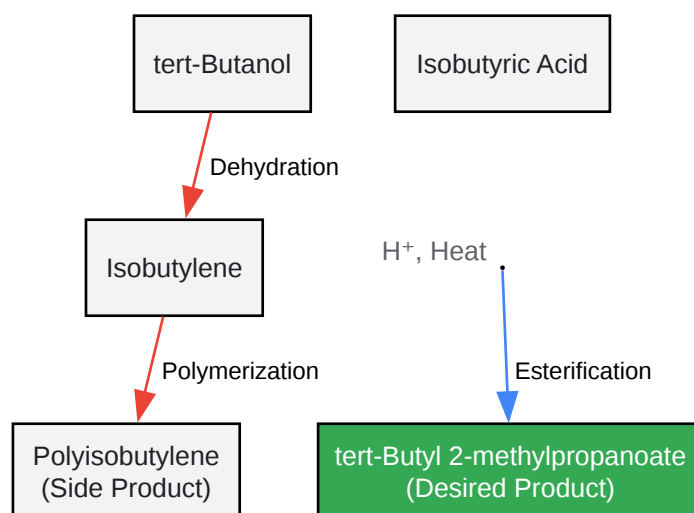 tert-Butanol
Isobutyric Acid
Dehydration
Isobutylene
H⁺, Heat
Polymerization
Esterification
Polyisobutylene
(Side Product)
tert-Butyl 2-methylpropanoate
(Desired Product)